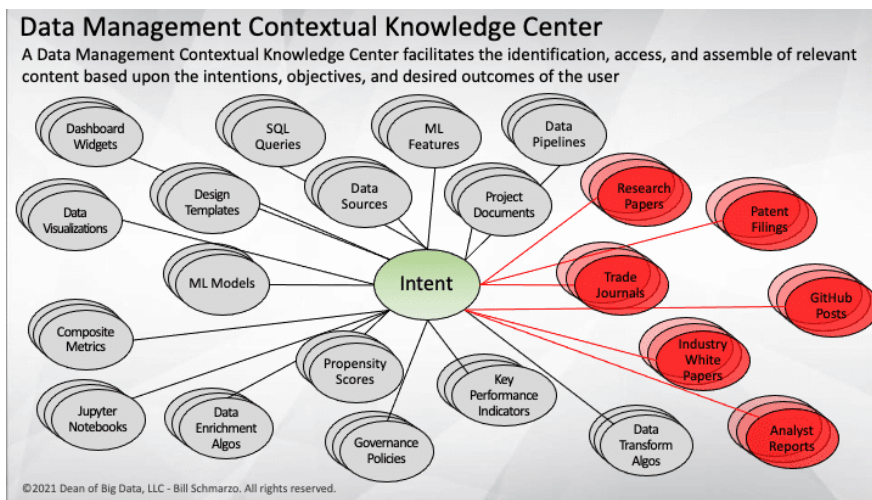 Data Management Contextual Knowledge Center
A Data Management Contextual Knowledge Center facilitates the identification, access, and assemble of relevant
content based upon the intentions, objectives, and desired outcomes of the user
Dashboard
Widgets
SQL
Queries
ML
Features
Data
Pipelines
Data
Visualizations
Design
Templates
Data
Sources
Project
Documents
Research
Papers
Patent
Filings
ML Models
Intent
Trade
Journals
GitHub
Posts
Composite
Metrics
Propensity
Scores
Key
Performance
Indicators
Industry
White
Papers
Jupyter
Notebooks
Data
Enrichment
Algos
Governance
Policies
Data
Transform
Algos
Analyst
Reports
©2021 Dean of Big Data, LLC - Bill Schmarzo. All rights reserved.